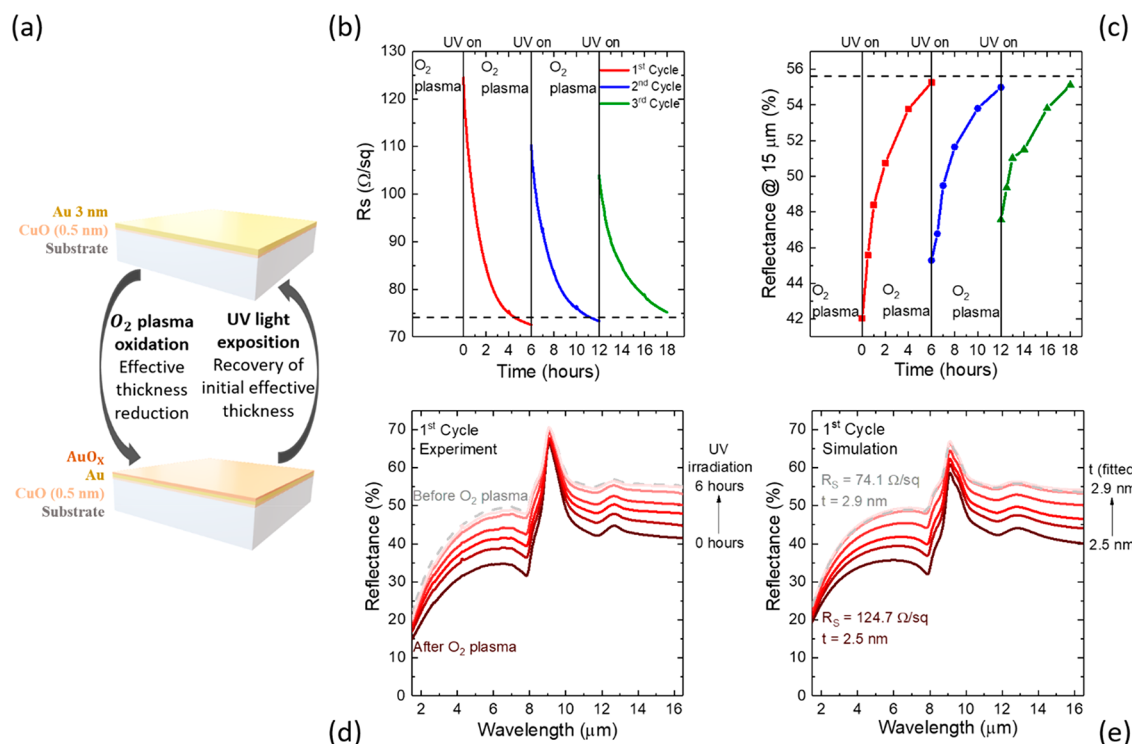 (a)
Au 3 nm
CuO (0.5 nm)
Substrate
O₂ plasma
oxidation
Effective
thickness
reduction
UV light
exposition
Recovery of
initial effective
thickness
AuOₓ
Au
CuO (0.5 nm)
Substrate
(b)
UV on UV on UV on
130
120
110
100
90
80
70
Rs (Ω/sq)
O₂
plasma
O₂
plasma
O₂
plasma
1st Cycle
2nd Cycle
3rd Cycle
0 2 4 6 8 10 12 14 16 18
Time (hours)
(c)
UV on UV on UV on
56
54
52
50
48
46
44
42
Reflectance @ 15 μm (%)
O₂
plasma
O₂
plasma
O₂
plasma
0 2 4 6 8 10 12 14 16 18
Time (hours)
(d)
80
70
60
50
40
30
20
10
0
Reflectance (%)
1st Cycle
Experiment
Before O₂ plasma
After O₂ plasma
UV
irradiation
6 hours
0 hours
2 4 6 8 10 12 14 16
Wavelength (μm)
(e)
80
70
60
50
40
30
20
10
0
Reflectance (%)
1st Cycle
Simulation
R_S = 74.1 Ω/sq
t = 2.9 nm
R_S = 124.7 Ω/sq
t = 2.5 nm
t (fitted
2.9 nm
2.5 nm
2 4 6 8 10 12 14 16
Wavelength (μm)